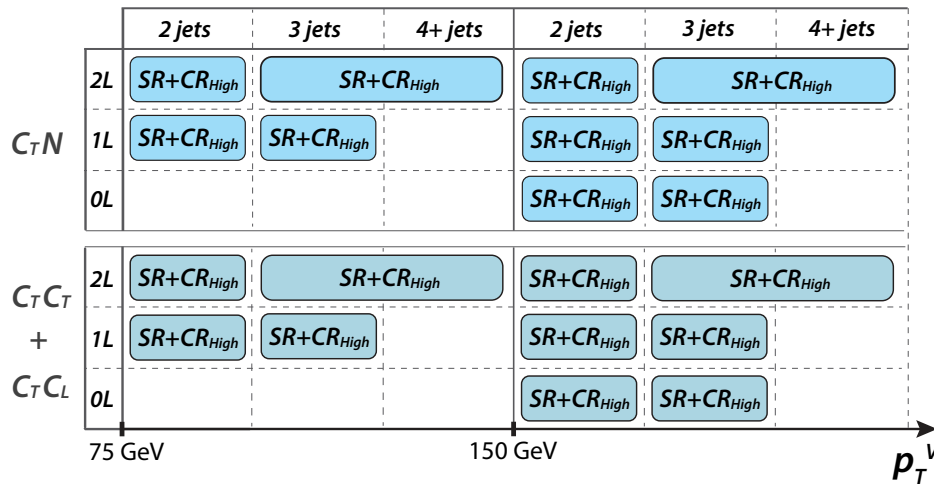 2 jets 3 jets 4+ jets 2 jets 3 jets 4+ jets
2L SR+CRHigh SR+CRHigh SR+CRHigh SR+CRHigh
CTN 1L SR+CRHigh SR+CRHigh SR+CRHigh SR+CRHigh
0L SR+CRHigh SR+CRHigh
2L SR+CRHigh SR+CRHigh SR+CRHigh SR+CRHigh
CTCT
+ 1L SR+CRHigh SR+CRHigh SR+CRHigh SR+CRHigh
CTCL 0L SR+CRHigh SR+CRHigh
75 GeV 150 GeV pTV